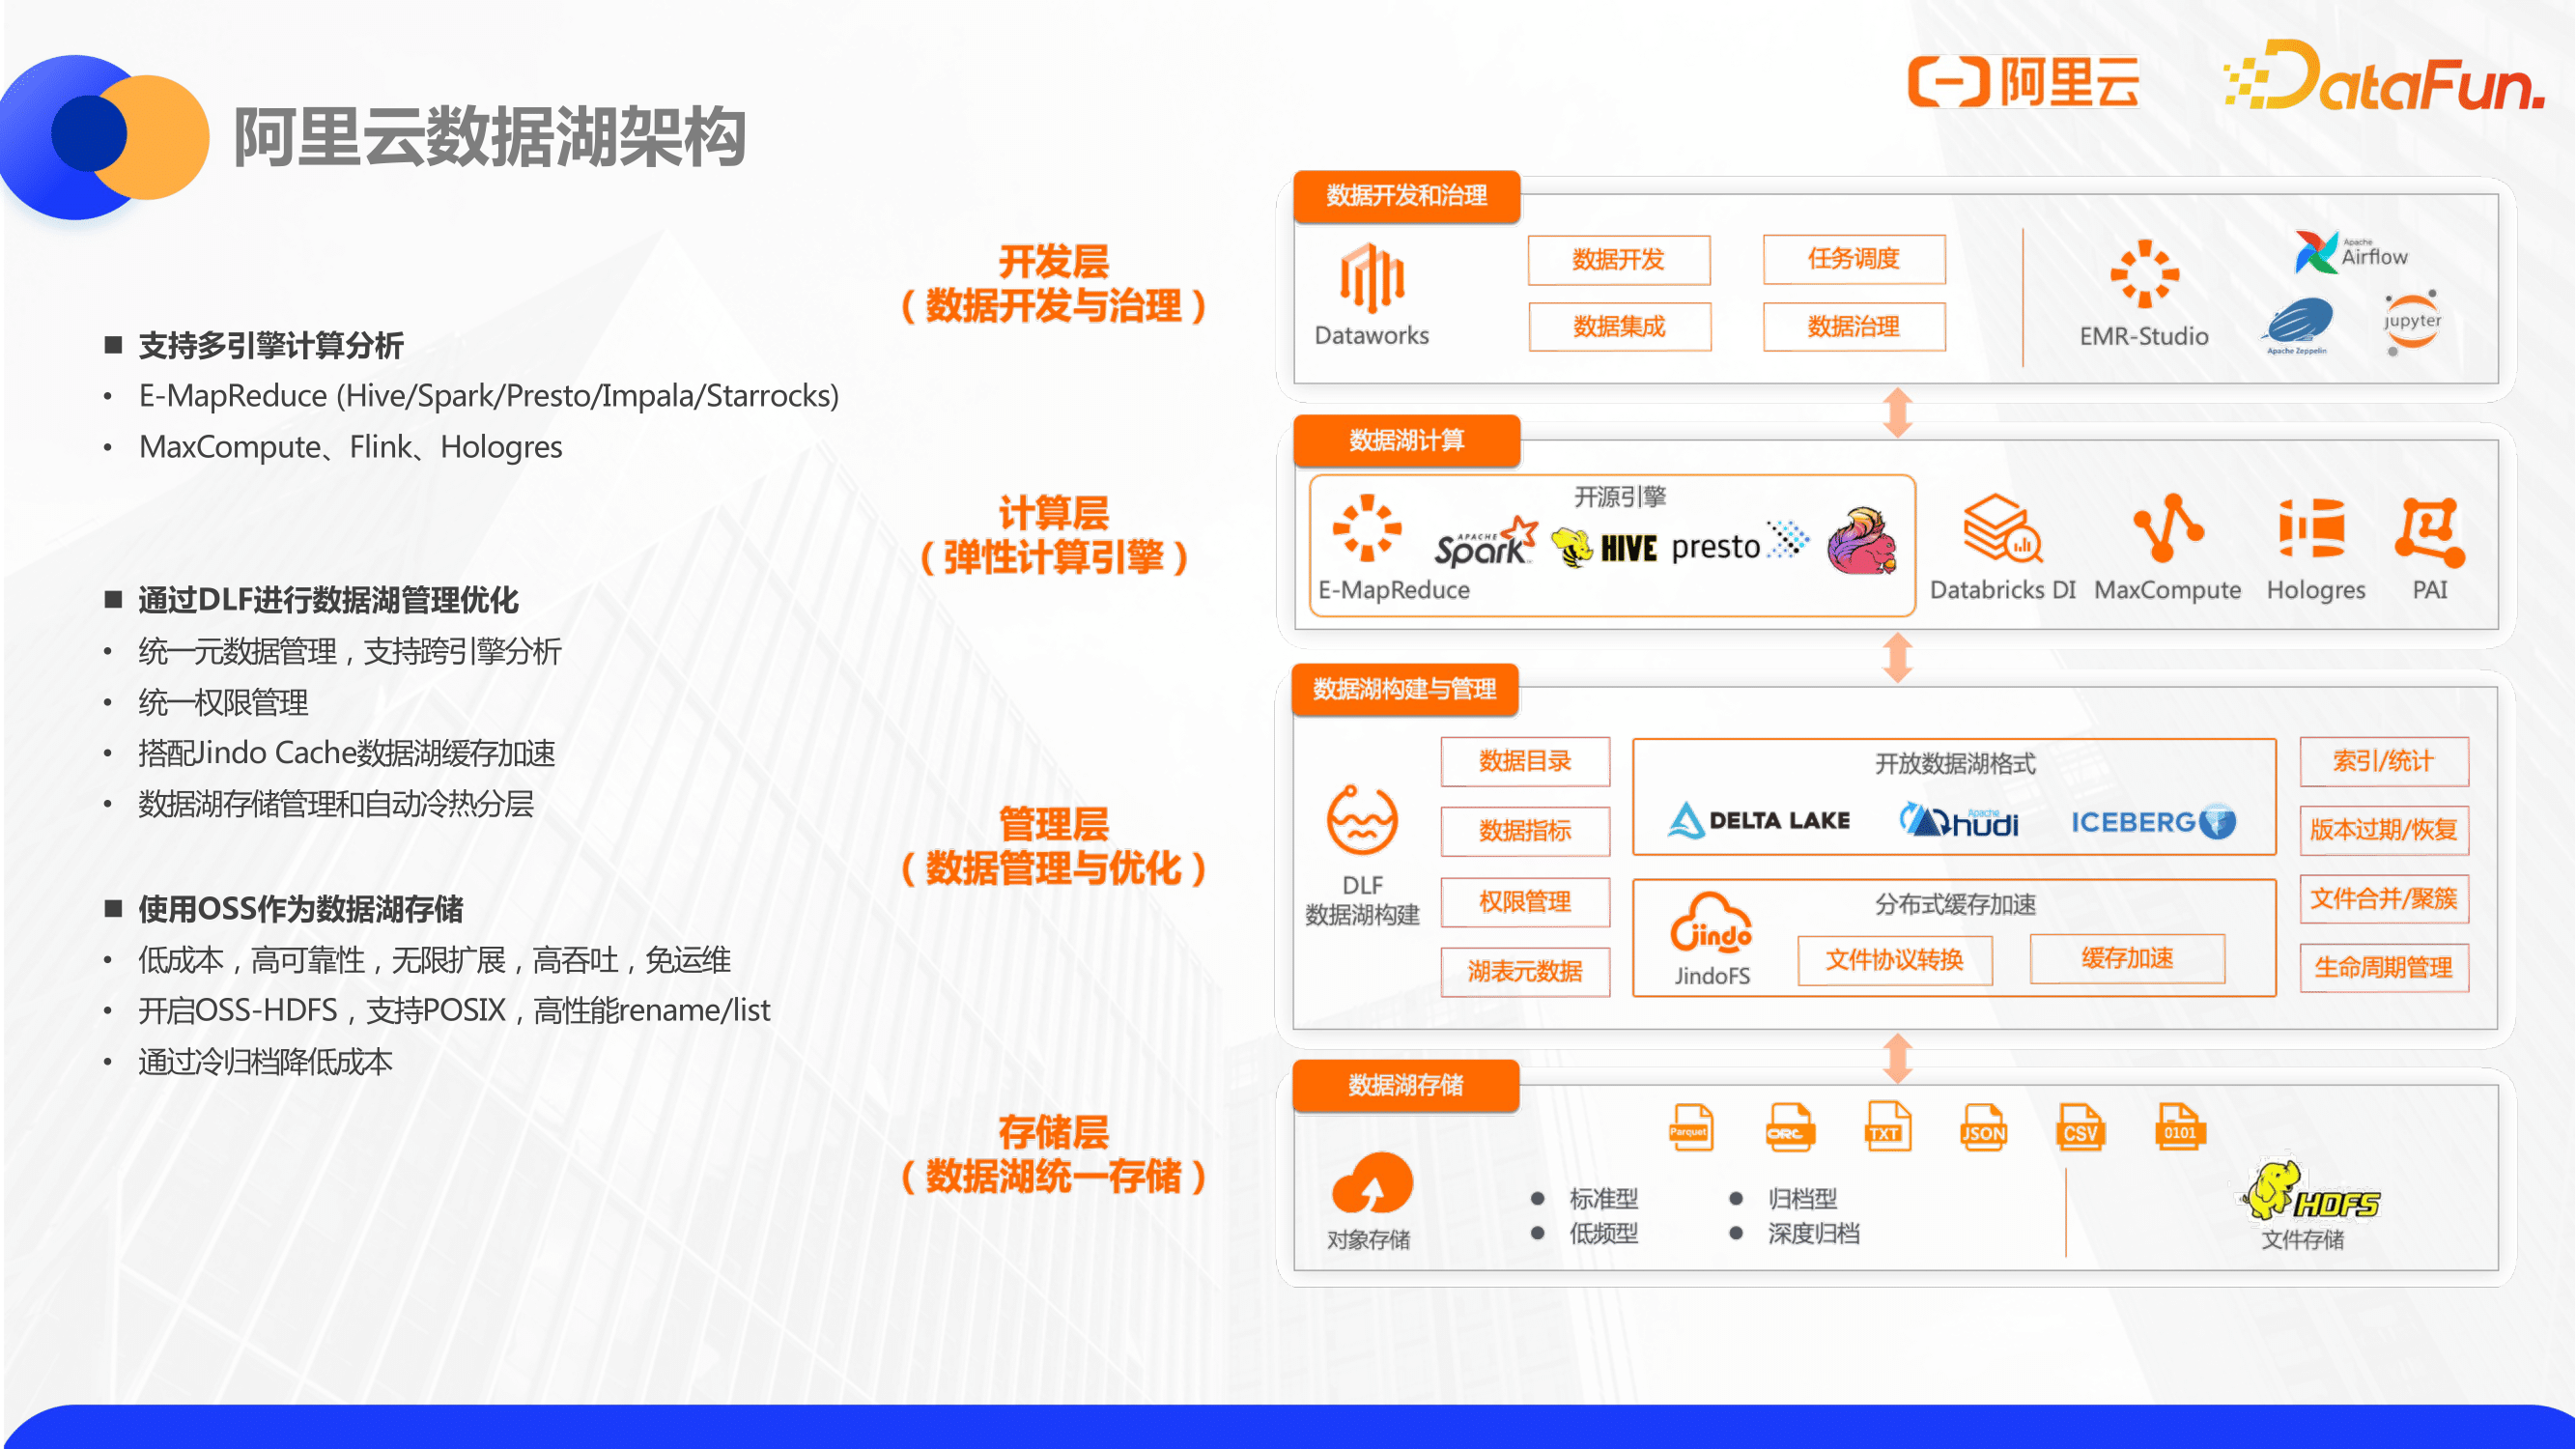 阿里云数据湖架构
阿里云
DataFun.
■ 支持多引擎计算分析
• E-MapReduce (Hive/Spark/Presto/Impala/Starrocks)
• MaxCompute、Flink、Hologres
■ 通过DLF进行数据湖管理优化
• 统一元数据管理，支持跨引擎分析
• 统一权限管理
• 搭配Jindo Cache数据湖缓存加速
• 数据湖存储管理和自动冷热分层
■ 使用OSS作为数据湖存储
• 低成本，高可靠性，无限扩展，高吞吐，免运维
• 开启OSS-HDFS，支持POSIX，高性能rename/list
• 通过冷归档降低成本
开发层
（数据开发与治理）
数据开发和治理
Dataworks
数据开发
任务调度
数据集成
数据治理
EMR-Studio
Apache
Airflow
Apache Zeppelin
jupyter
计算层
（弹性计算引擎）
数据湖计算
开源引擎
E-MapReduce
APACHE
Spark
HIVE
presto
Databricks DI
MaxCompute
Hologres
PAI
管理层
（数据管理与优化）
数据湖构建与管理
DLF
数据湖构建
数据目录
数据指标
权限管理
湖表元数据
开放数据湖格式
DELTA LAKE
Apache
hudi
ICEBERG
分布式缓存加速
Jindo
JindoFS
文件协议转换
缓存加速
索引/统计
版本过期/恢复
文件合并/聚簇
生命周期管理
存储层
（数据湖统一存储）
数据湖存储
Parquet
ORC
TXT
JSON
CSV
0101
对象存储
● 标准型
● 归档型
● 低频型
● 深度归档
HDFS
文件存储